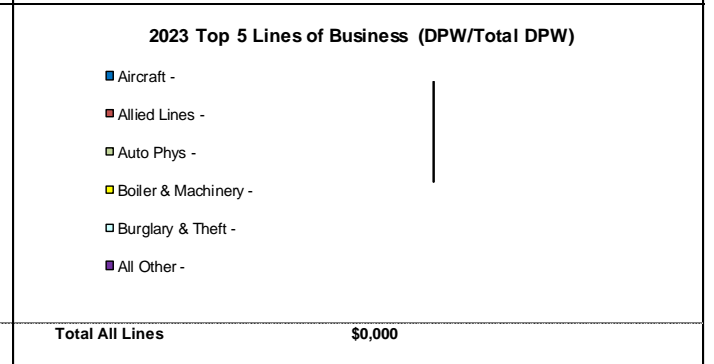 2023 Top 5 Lines of Business (DPW/Total DPW)
Aircraft -
Allied Lines -
Auto Phys -
Boiler & Machinery -
Burglary & Theft -
All Other -
Total All Lines $0,000